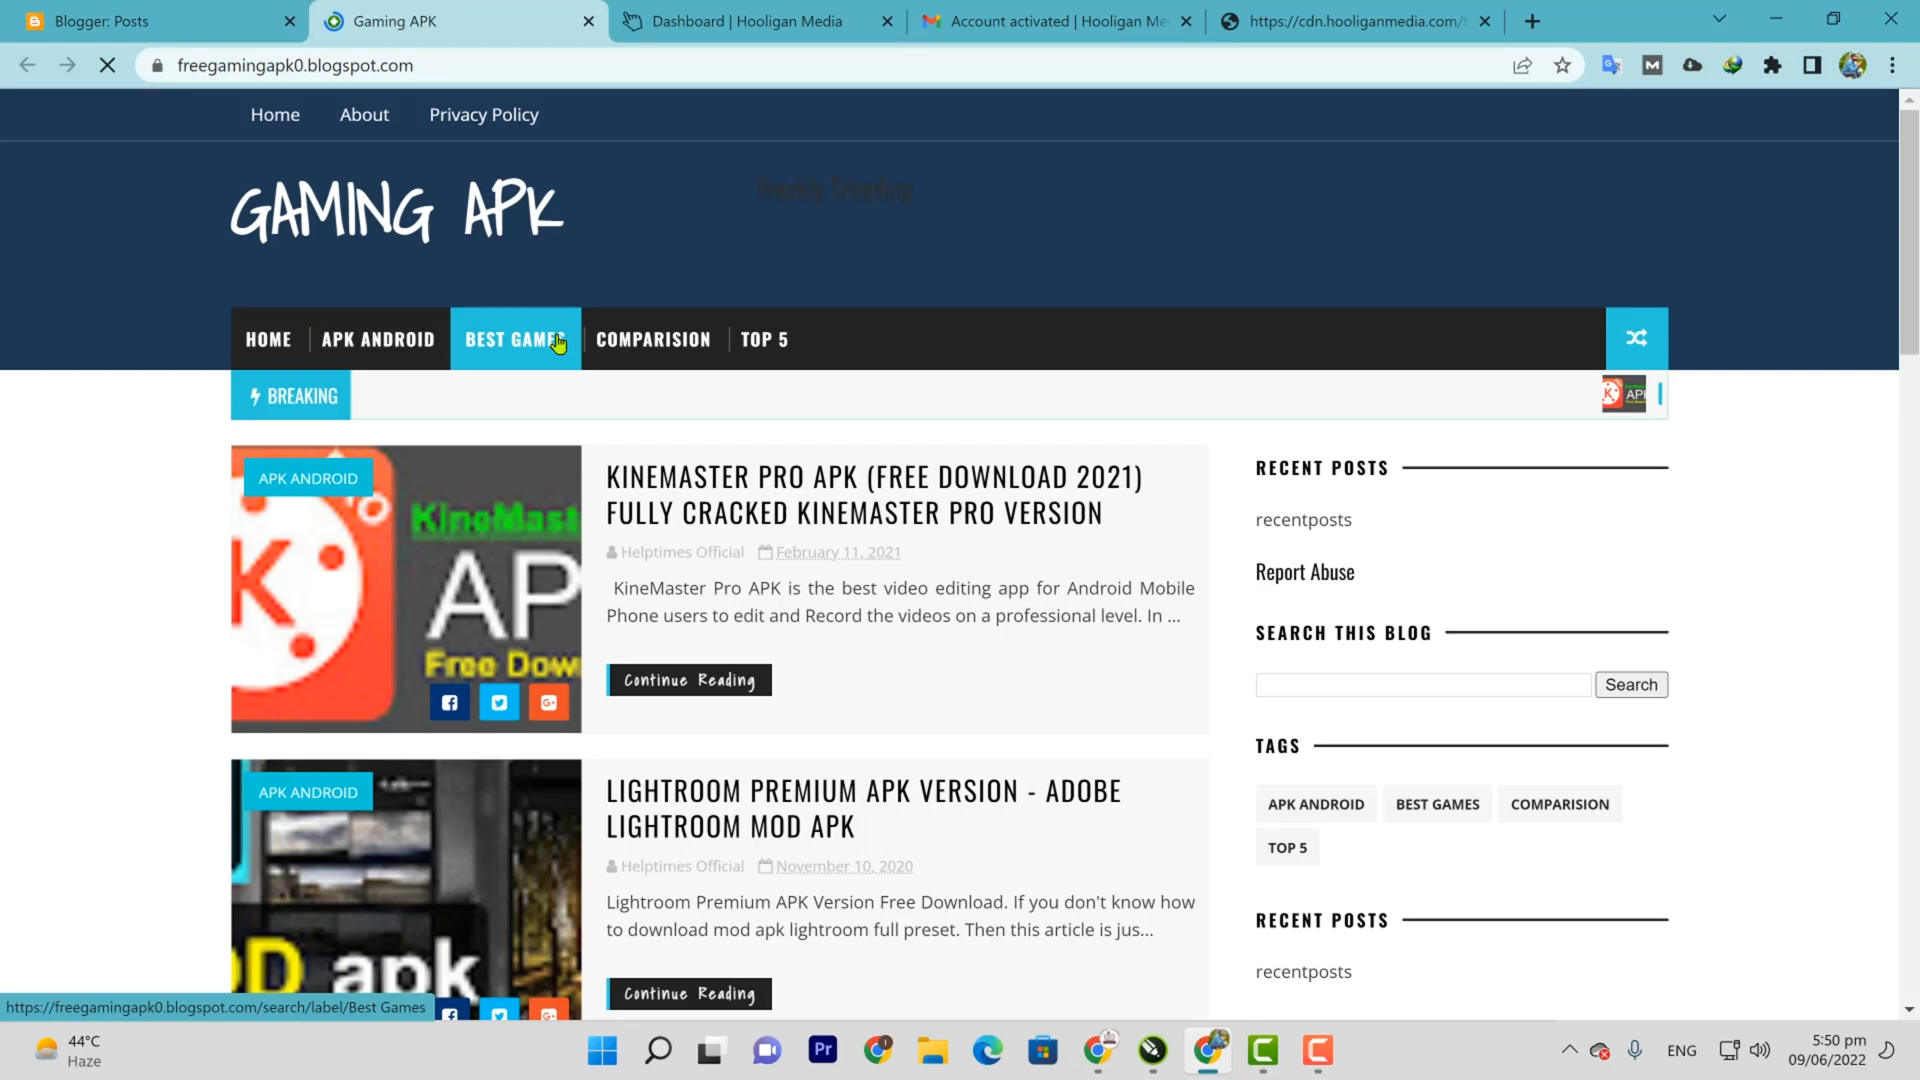 Blogger: Posts
Gaming APK
Dashboard | Hooligan Media
Account activated | Hooligan Me
https://cdn.hooliganmedia.com/
freegamingapk0.blogspot.com
Home
About
Privacy Policy
GAMING APK
Weekly Trending
HOME
APK ANDROID
BEST GAMES
COMPARISION
TOP 5
BREAKING
APK ANDROID
KineMast
AP
Free Dow
KINEMASTER PRO APK (FREE DOWNLOAD 2021)
FULLY CRACKED KINEMASTER PRO VERSION
Helptimes Official
February 11, 2021
KineMaster Pro APK is the best video editing app for Android Mobile
Phone users to edit and Record the videos on a professional level. In ...
Continue Reading
APK ANDROID
D apk
LIGHTROOM PREMIUM APK VERSION - ADOBE
LIGHTROOM MOD APK
Helptimes Official
November 10, 2020
Lightroom Premium APK Version Free Download. If you don't know how
to download mod apk lightroom full preset. Then this article is jus...
Continue Reading
RECENT POSTS
recentposts
Report Abuse
SEARCH THIS BLOG
Search
TAGS
APK ANDROID
BEST GAMES
COMPARISION
TOP 5
RECENT POSTS
recentposts
https://freegamingapk0.blogspot.com/search/label/Best Games
44°C
Haze
Pr
ENG
5:50 pm
09/06/2022